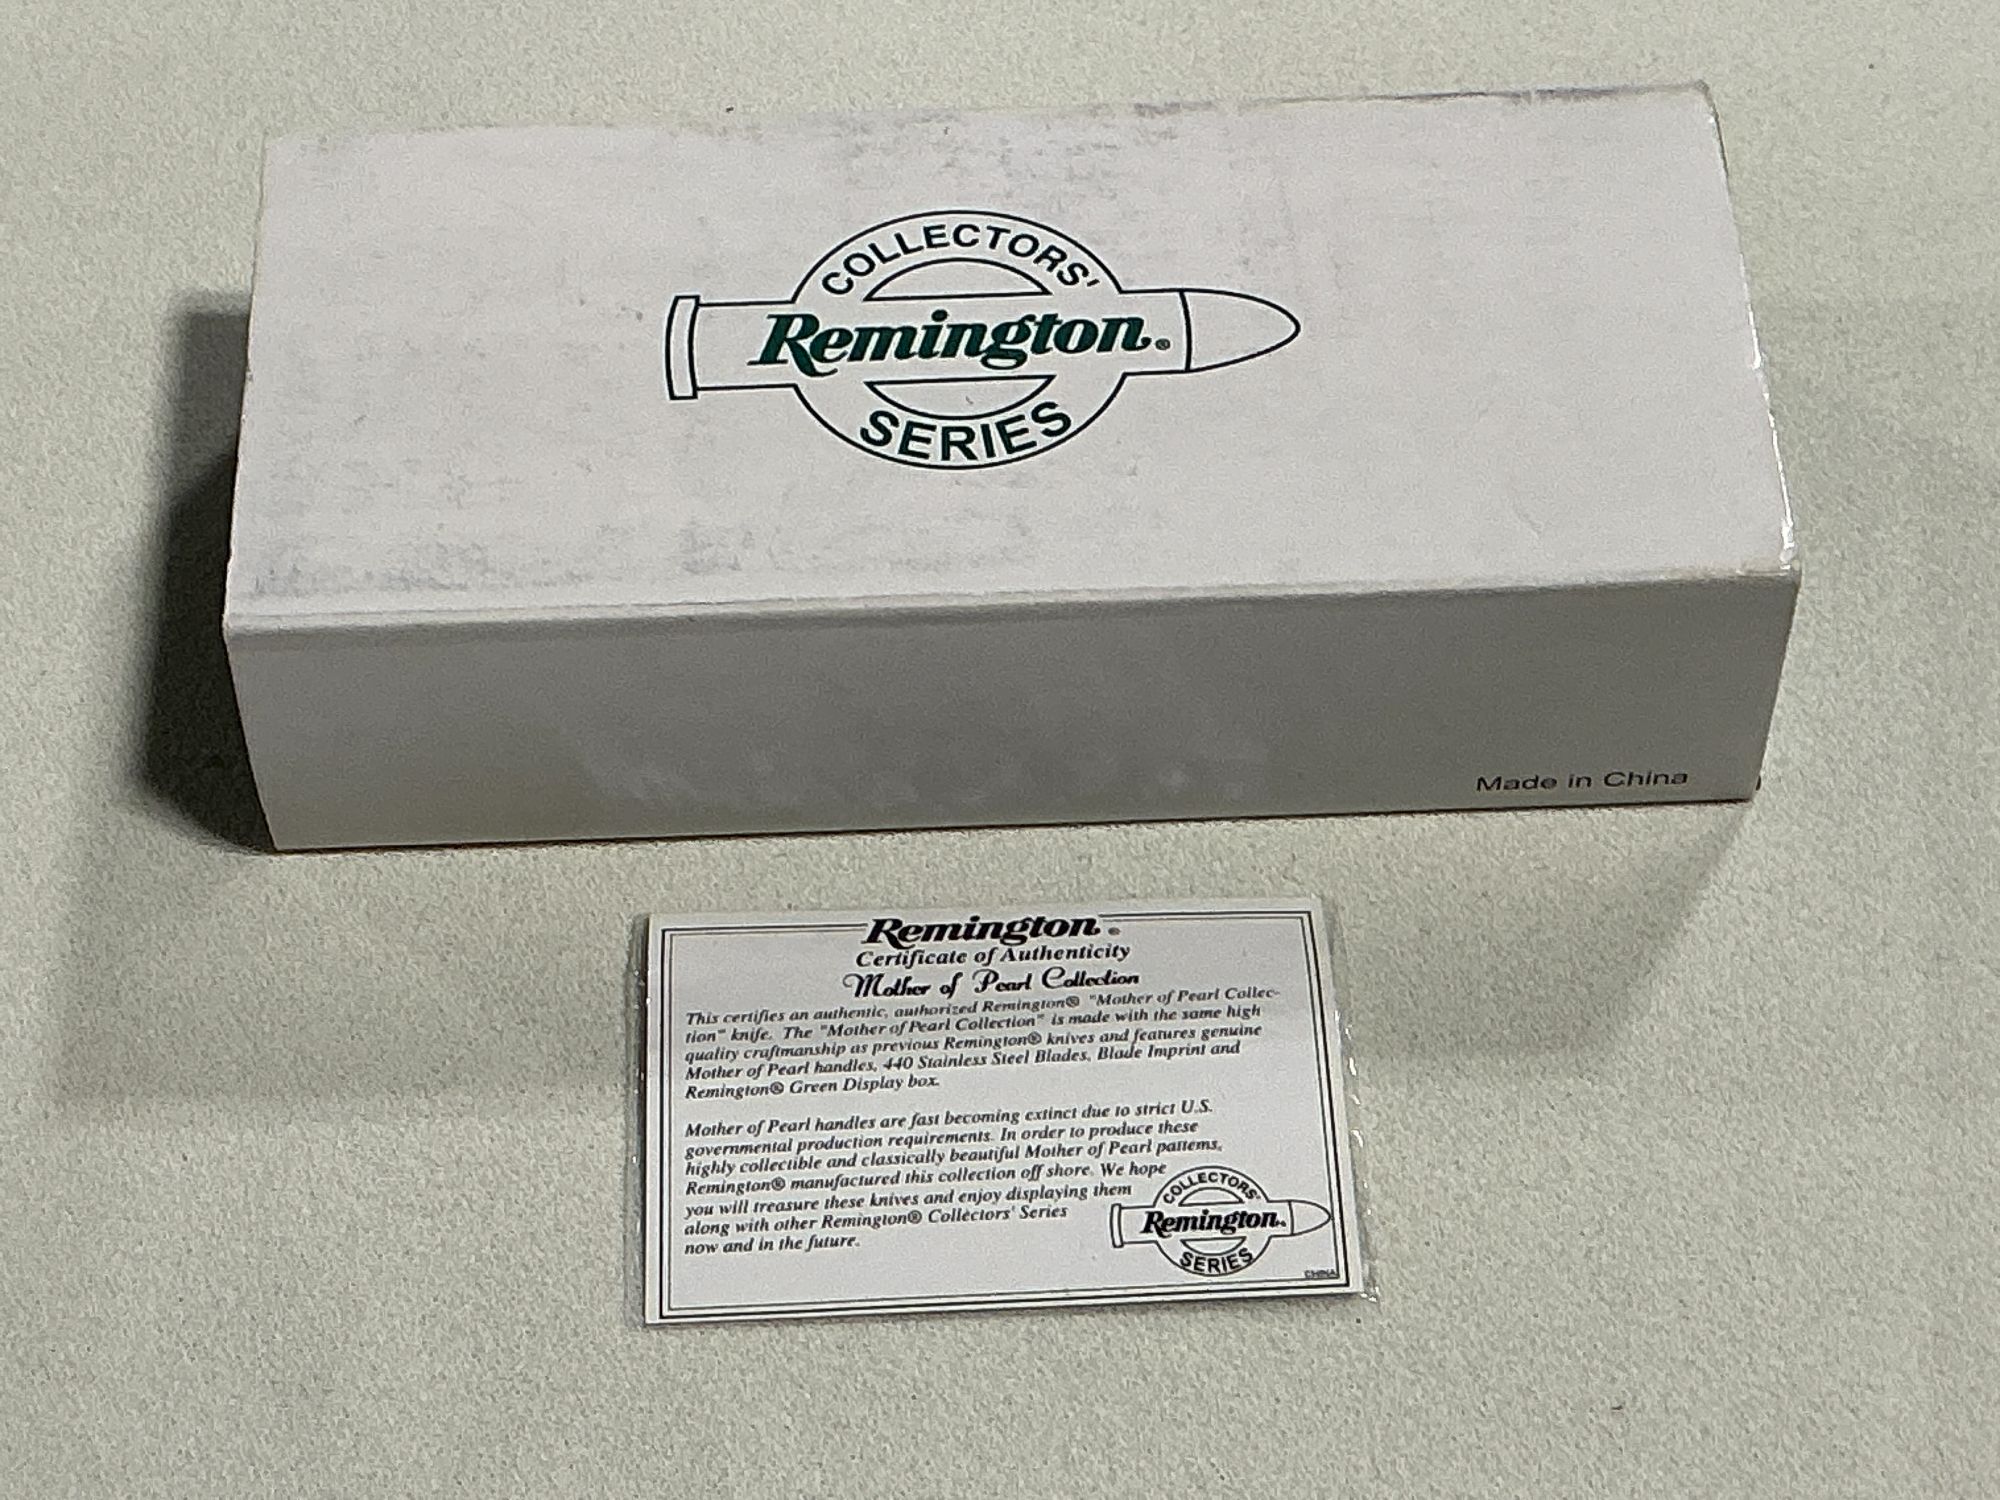 COLLECTORS'
Remington®
SERIES
Made in China
Remington®
Certificate of Authenticity
Mother of Pearl Collection
This certifies an authentic, authorized Remington® "Mother of Pearl Collec-
tion" knife. The "Mother of Pearl Collection" is made with the same high
quality craftmanship as previous Remington® knives and features genuine
Mother of Pearl handles, 440 Stainless Steel Blades, Blade Imprint and
Remington® Green Display box.
Mother of Pearl handles are fast becoming extinct due to strict U.S.
governmental production requirements. In order to produce these
highly collectible and classically beautiful Mother of Pearl patterns,
Remington® manufactured this collection off shore. We hope
you will treasure these knives and enjoy displaying them
along with other Remington® Collectors' Series
now and in the future.
COLLECTORS'
Remington®
SERIES
CHINA